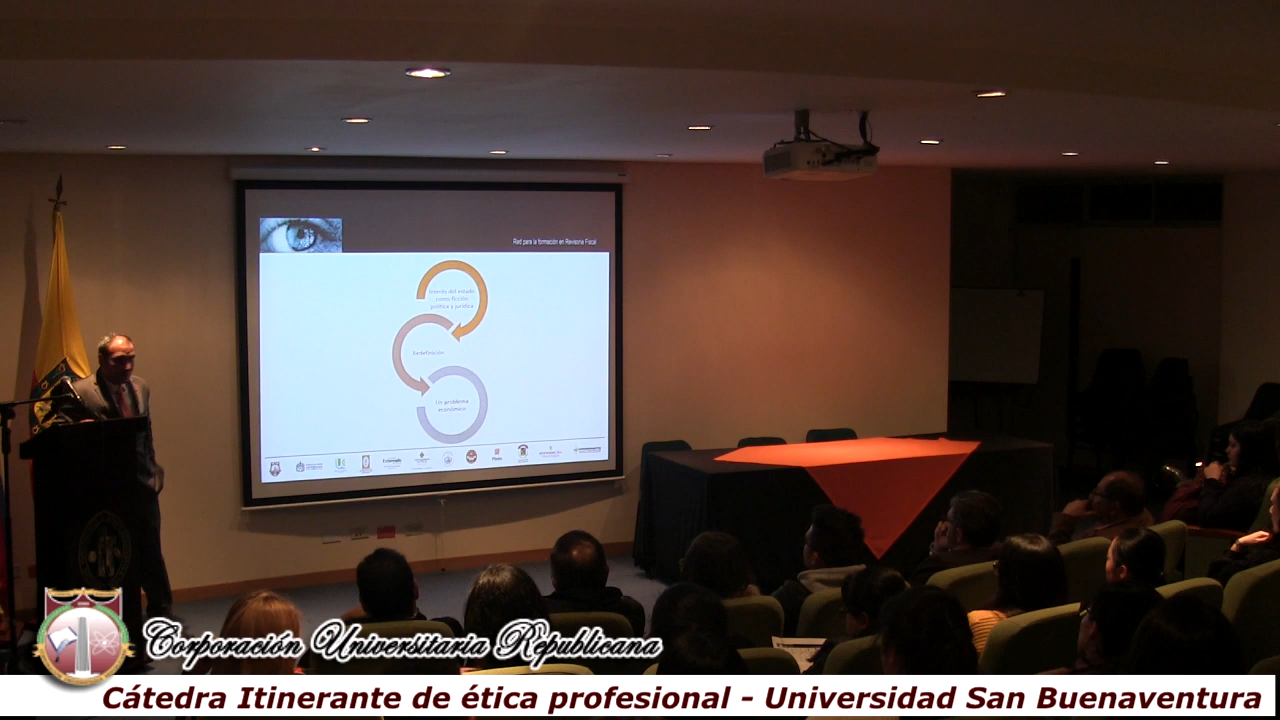 Red para la formación en Revisoria Fiscal
Interés del estado
como ficción
política y jurídica
Redefinición
Un problema
económico
Corporación Universitaria Republicana
Cátedra Itinerante de ética profesional - Universidad San Buenaventura